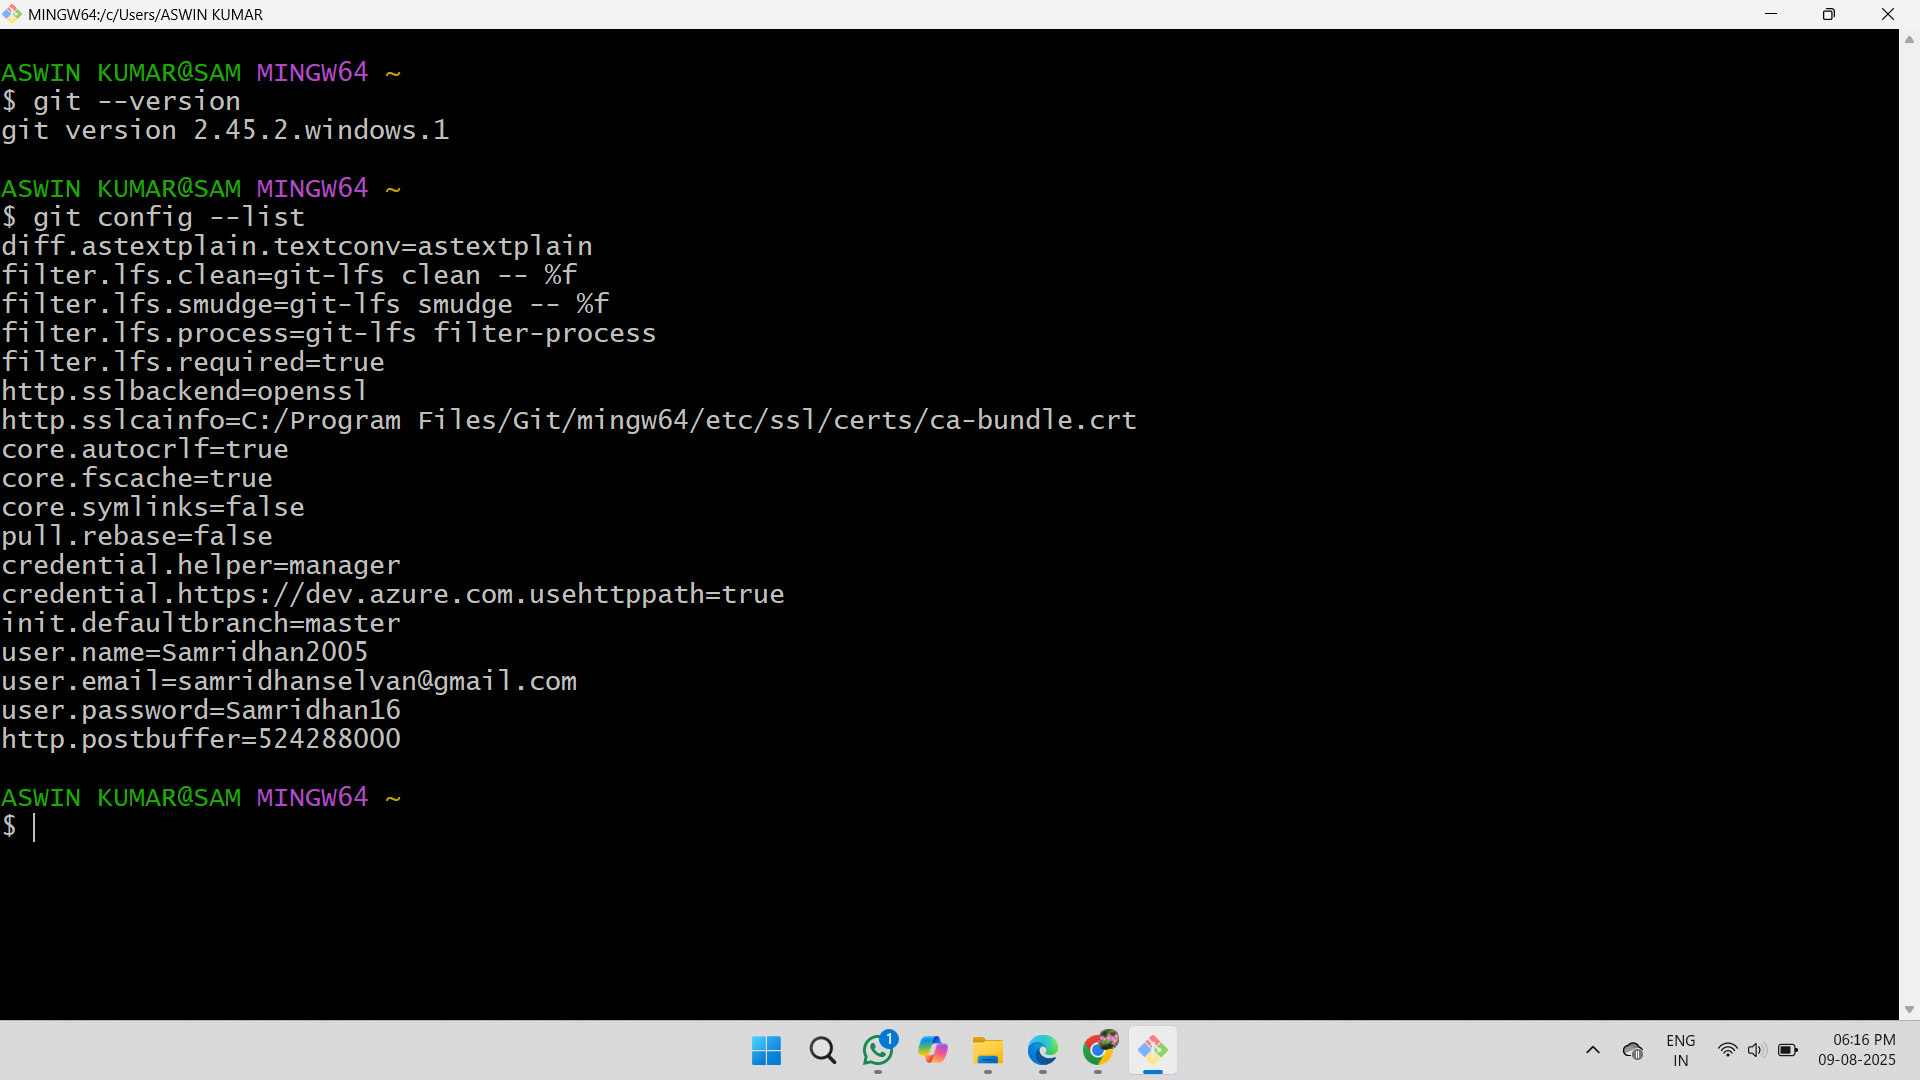 MINGW64:/c/Users/ASWIN KUMAR
ASWIN KUMAR@SAM MINGW64 ~
$ git --version
git version 2.45.2.windows.1
ASWIN KUMAR@SAM MINGW64 ~
$ git config --list
diff.astextplain.textconv=astextplain
filter.lfs.clean=git-lfs clean -- %f
filter.lfs.smudge=git-lfs smudge -- %f
filter.lfs.process=git-lfs filter-process
filter.lfs.required=true
http.sslbackend=openssl
http.sslcainfo=C:/Program Files/Git/mingw64/etc/ssl/certs/ca-bundle.crt
core.autocrlf=true
core.fscache=true
core.symlinks=false
pull.rebase=false
credential.helper=manager
credential.https://dev.azure.com.usehttppath=true
init.defaultbranch=master
user.name=Samridhan2005
user.email=samridhanselvan@gmail.com
user.password=Samridhan16
http.postbuffer=524288000
ASWIN KUMAR@SAM MINGW64 ~
$
1
ENG
IN
06:16 PM
09-08-2025